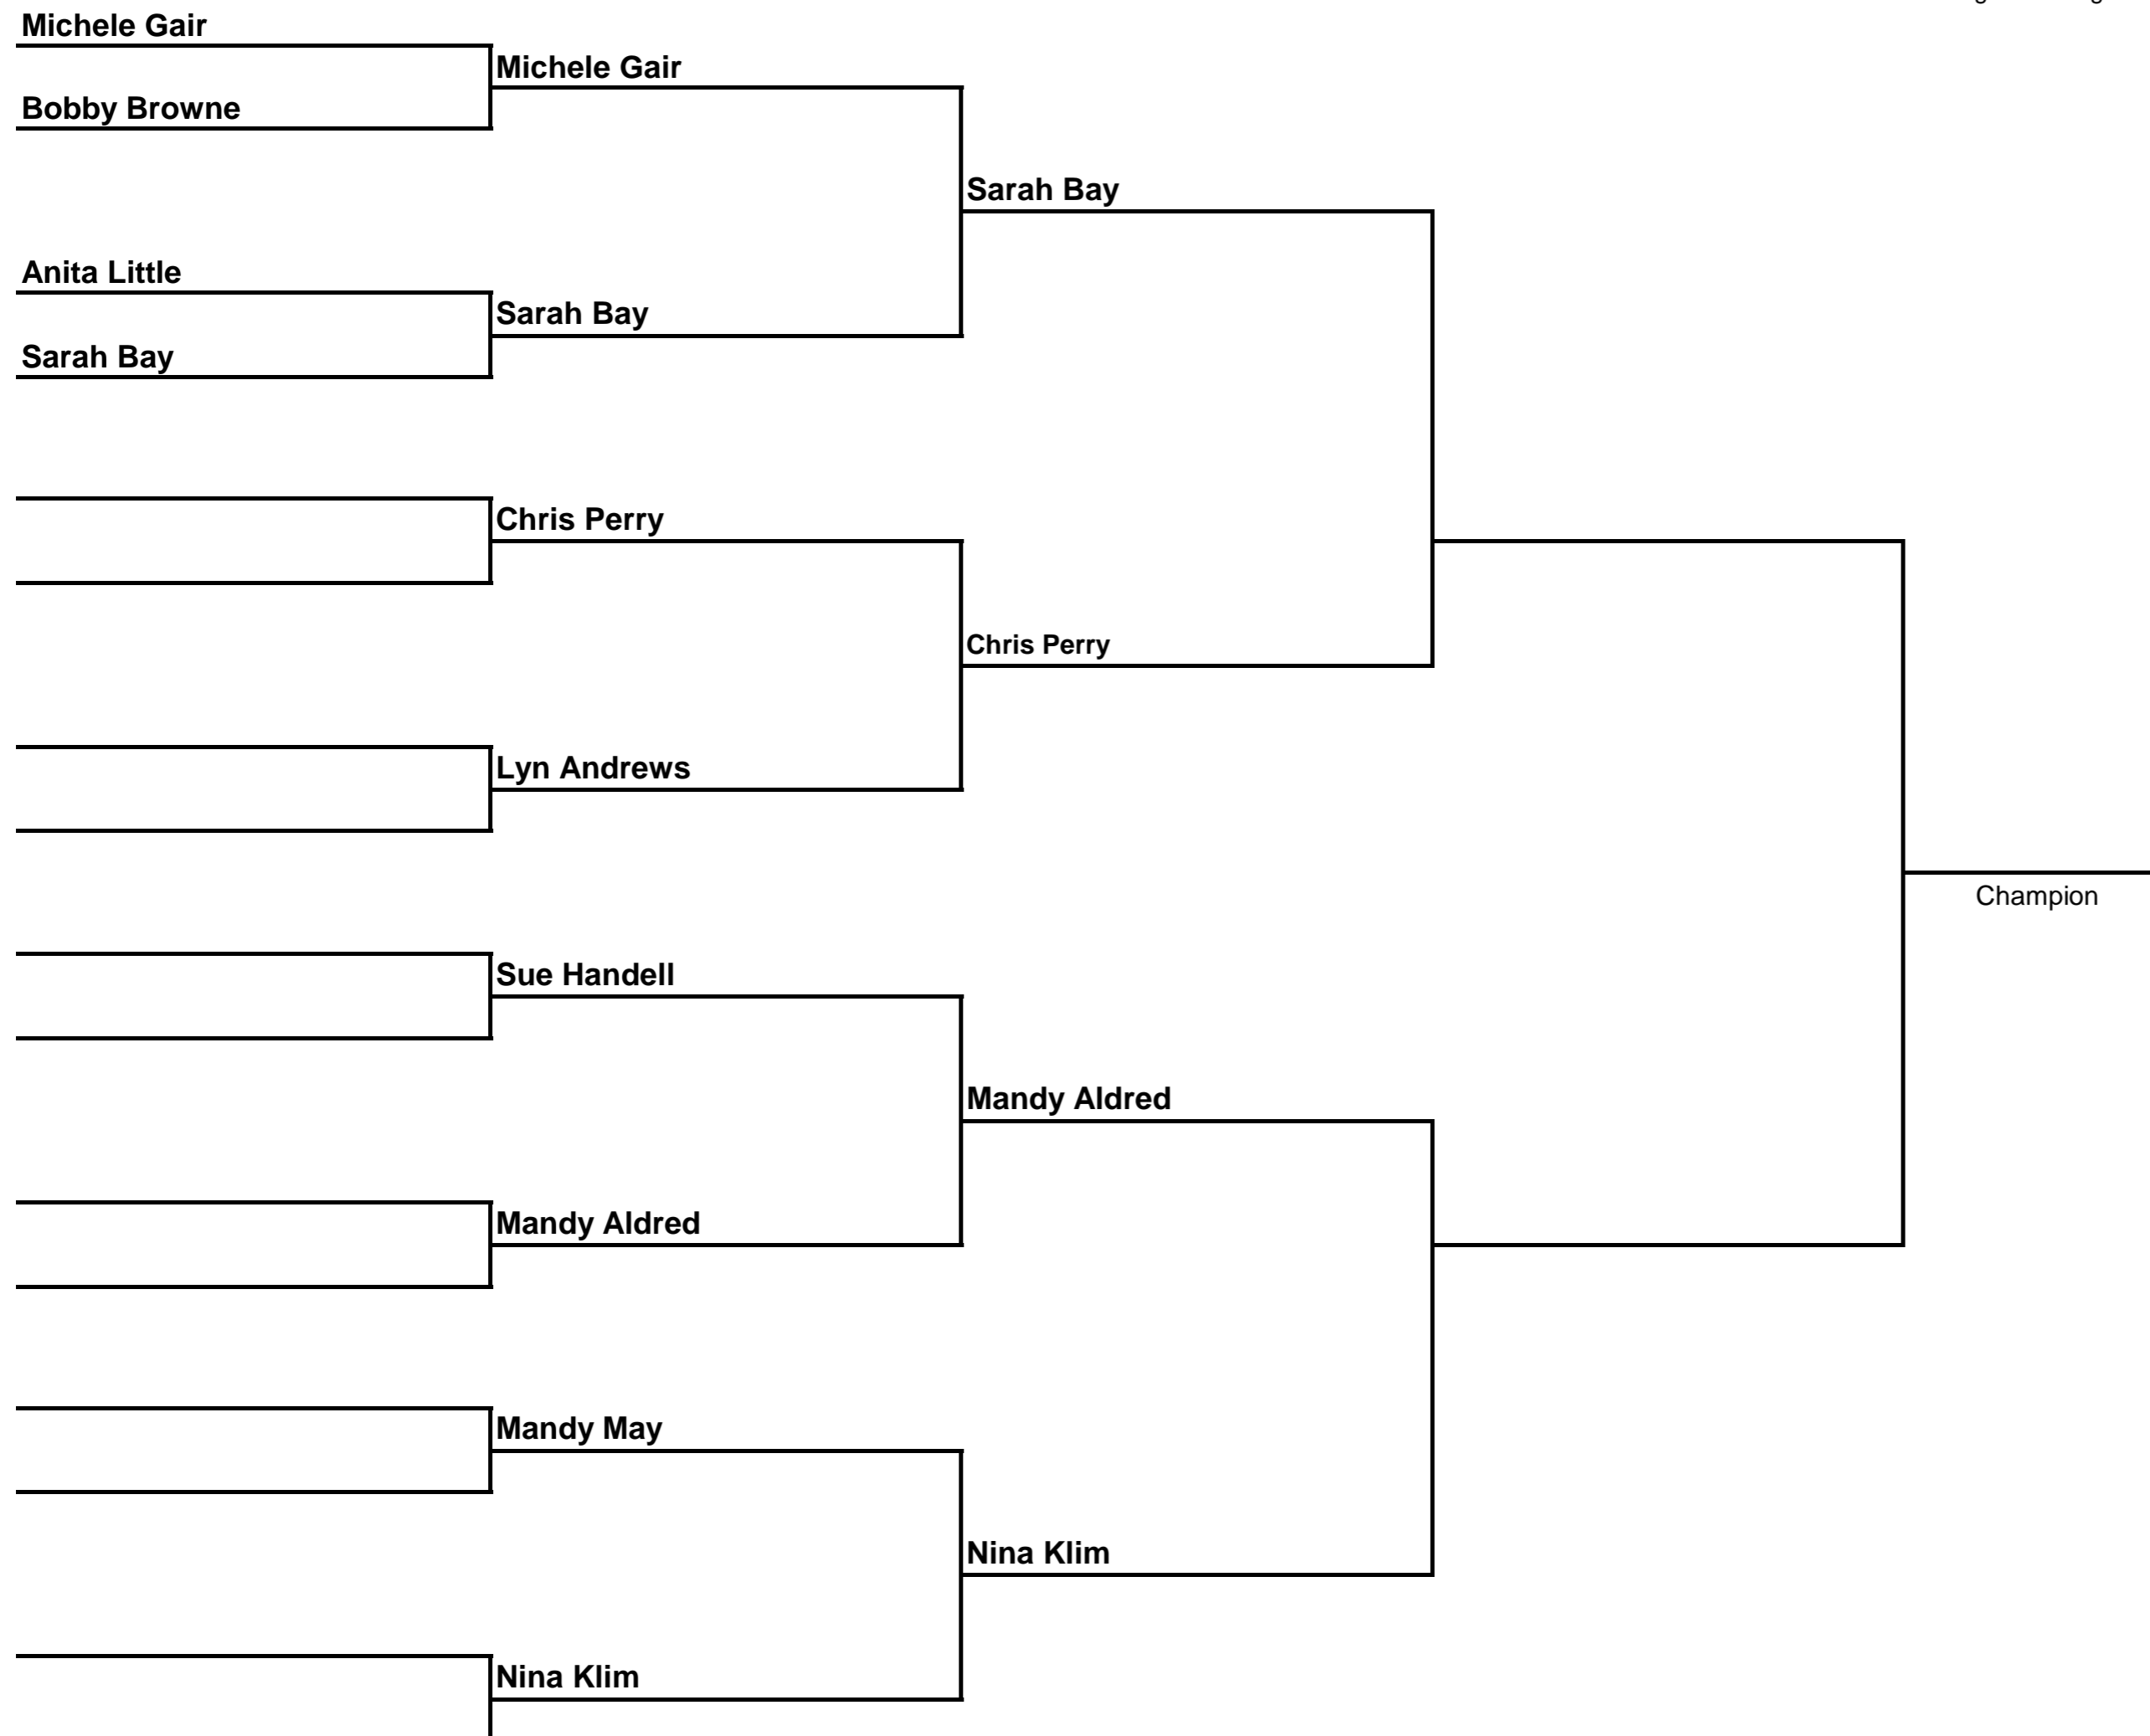 Michele Gair
Michele Gair
Bobby Browne
Sarah Bay
Anita Little
Sarah Bay
Sarah Bay
Chris Perry
Chris Perry
Lyn Andrews
Champion
Sue Handell
Mandy Aldred
Mandy Aldred
Mandy May
Nina Klim
Nina Klim